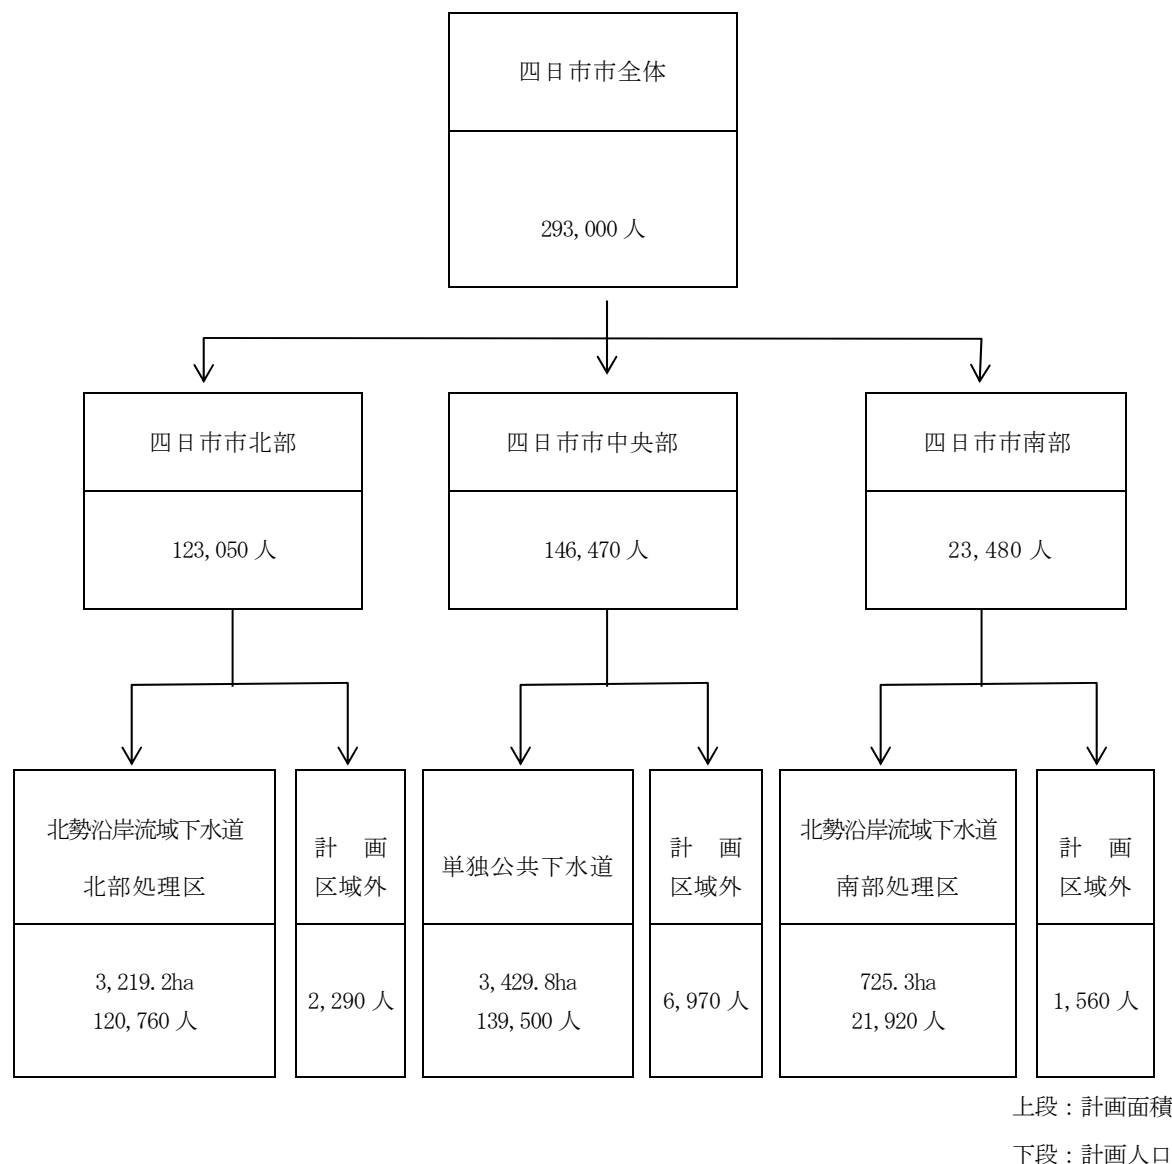 四日市市全体
293,000 人
四日市市北部
123,050 人
四日市市中央部
146,470 人
四日市市南部
23,480 人
北勢沿岸流域下水道
北部処理区
3,219.2ha
120,760 人
計　画
区域外
2,290 人
単独公共下水道
3,429.8ha
139,500 人
計　画
区域外
6,970 人
北勢沿岸流域下水道
南部処理区
725.3ha
21,920 人
計　画
区域外
1,560 人
上段：計画面積
下段：計画人口